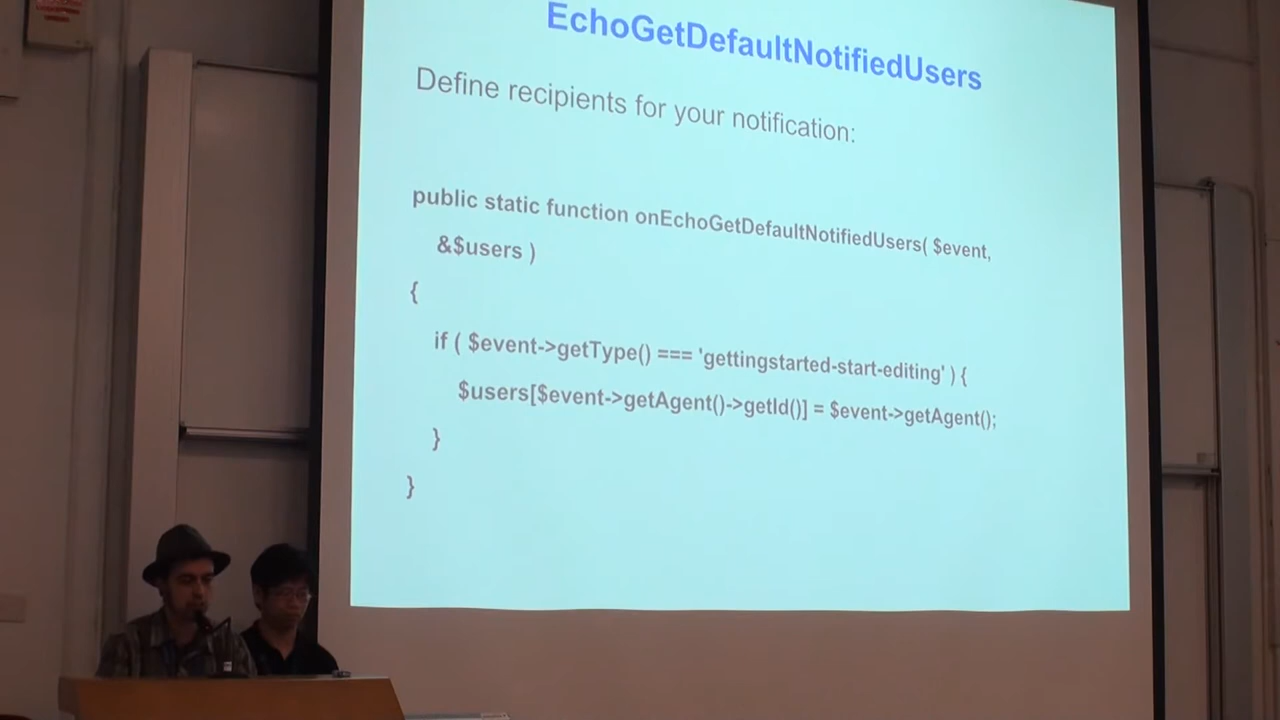 EchoGetDefaultNotifiedUsers
Define recipients for your notification:
public static function onEchoGetDefaultNotifiedUsers( $event,
&$users )
{
if ( $event->getType() === 'gettingstarted-start-editing' ) {
$users[$event->getAgent()->getId()] = $event->getAgent();
}
}